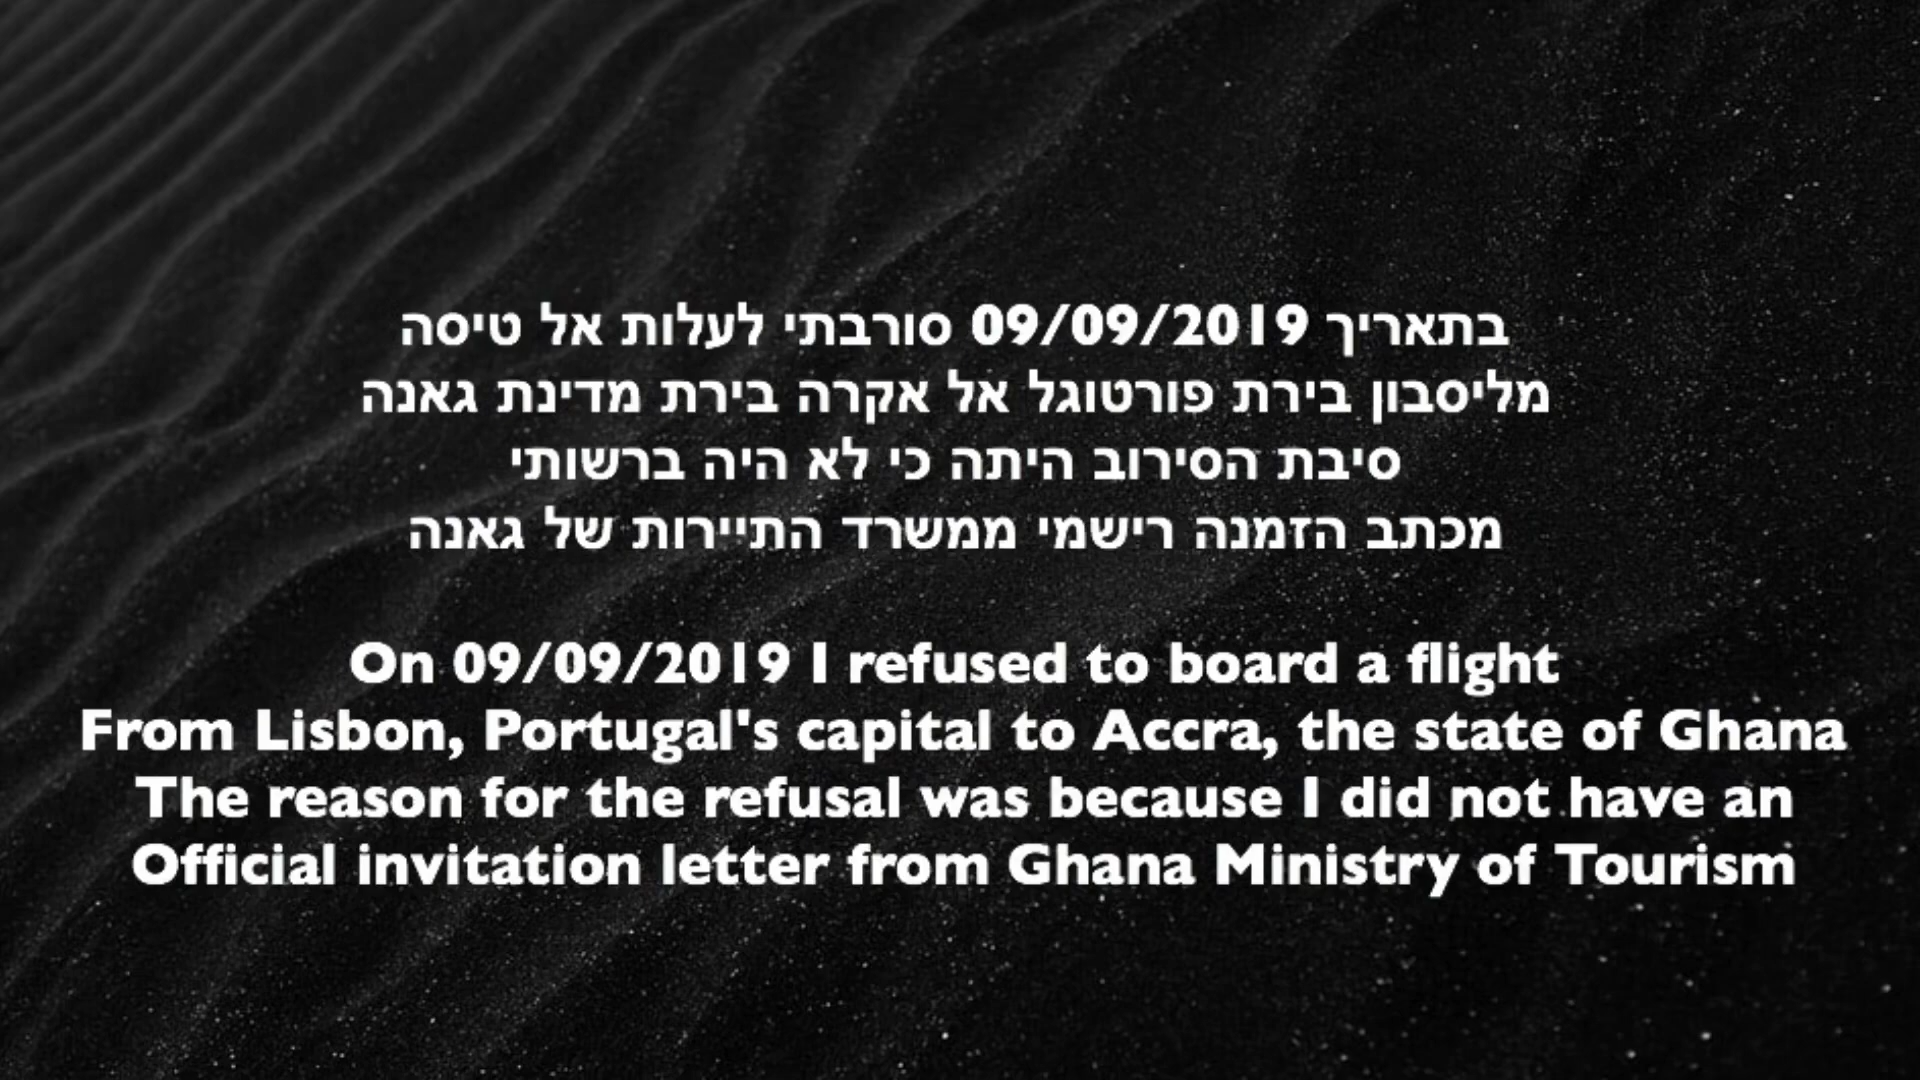 בתאריך 09/09/2019 סורבתי לעלות אל טיסה
מליסבון בירת פורטוגל אל אקרה בירת מדינת גאנה
סיבת הסירוב היתה כי לא היה ברשותי
מכתב הזמנה רישמי ממשרד התיירות של גאנה
On 09/09/2019 I refused to board a flight
From Lisbon, Portugal's capital to Accra, the state of Ghana
The reason for the refusal was because I did not have an
Official invitation letter from Ghana Ministry of Tourism